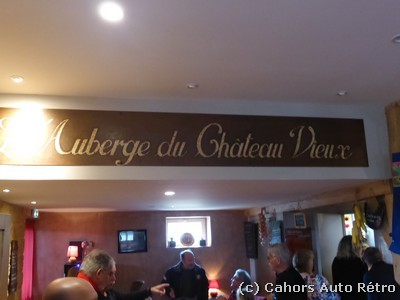 L'Auberge du Château Vieux
(c) Cahors Auto Rétro